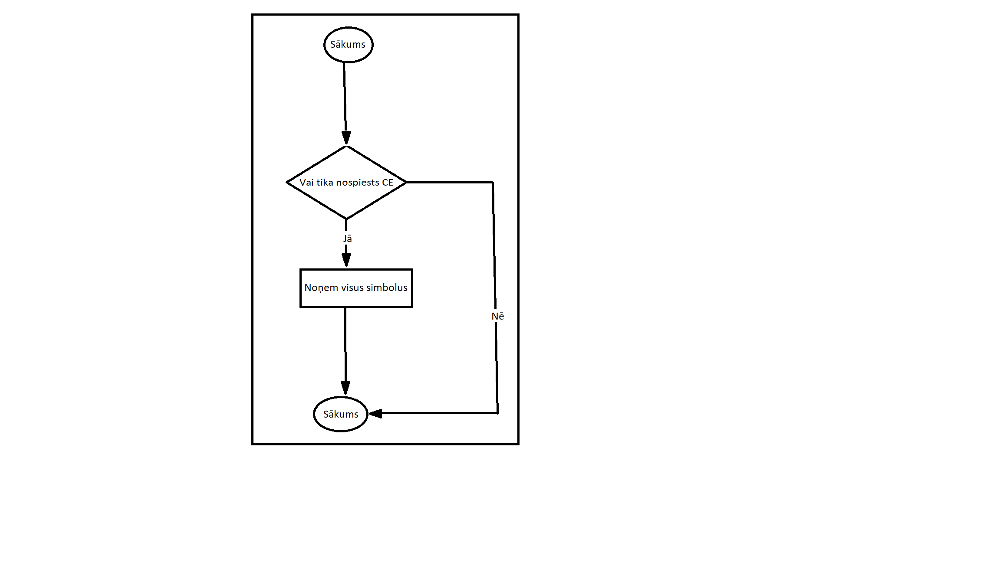 Sākums
Vai tika nospiests CE
Jā
Noņem visus simbolus
Nē
Sākums